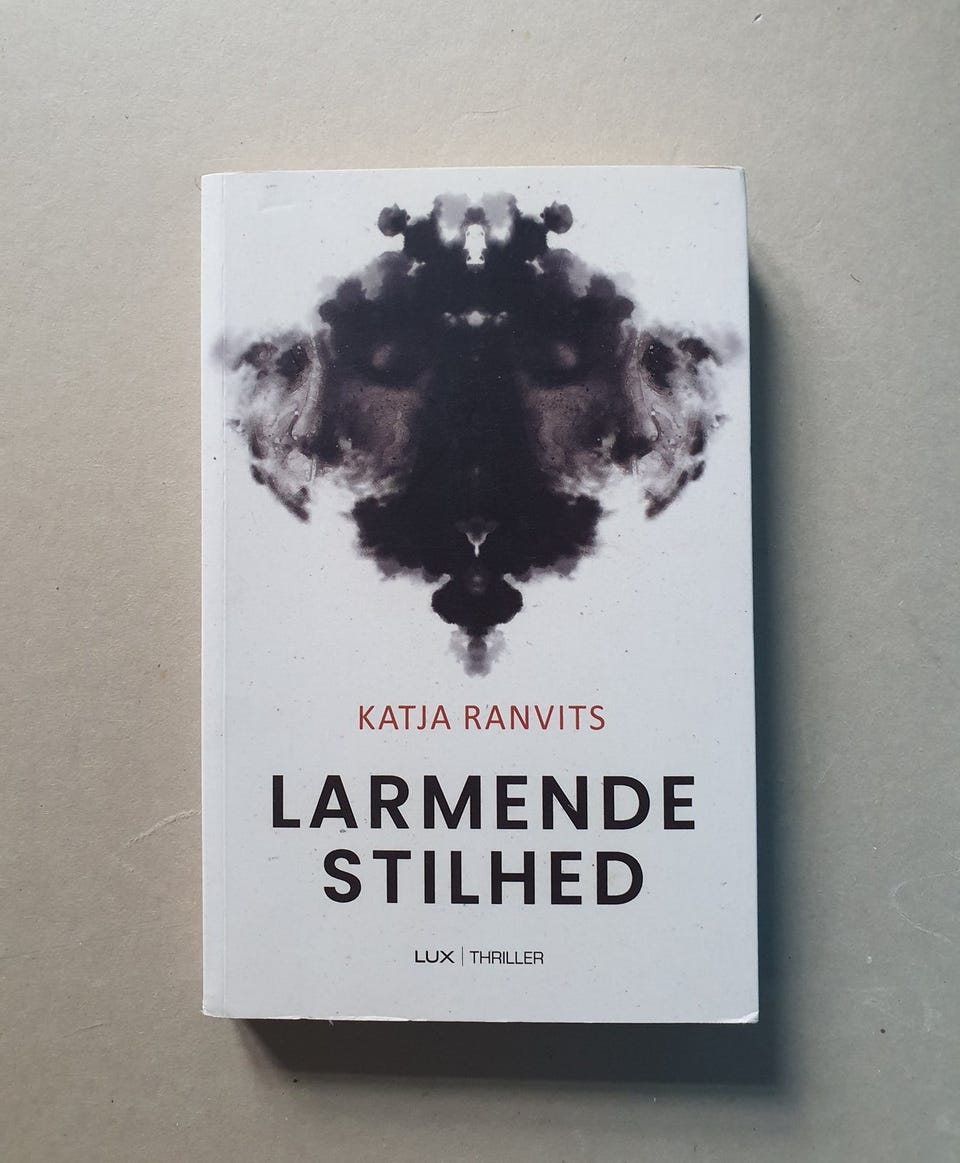 KATJA RANVITS
LARMENDE
STILHED
LUX | THRILLER